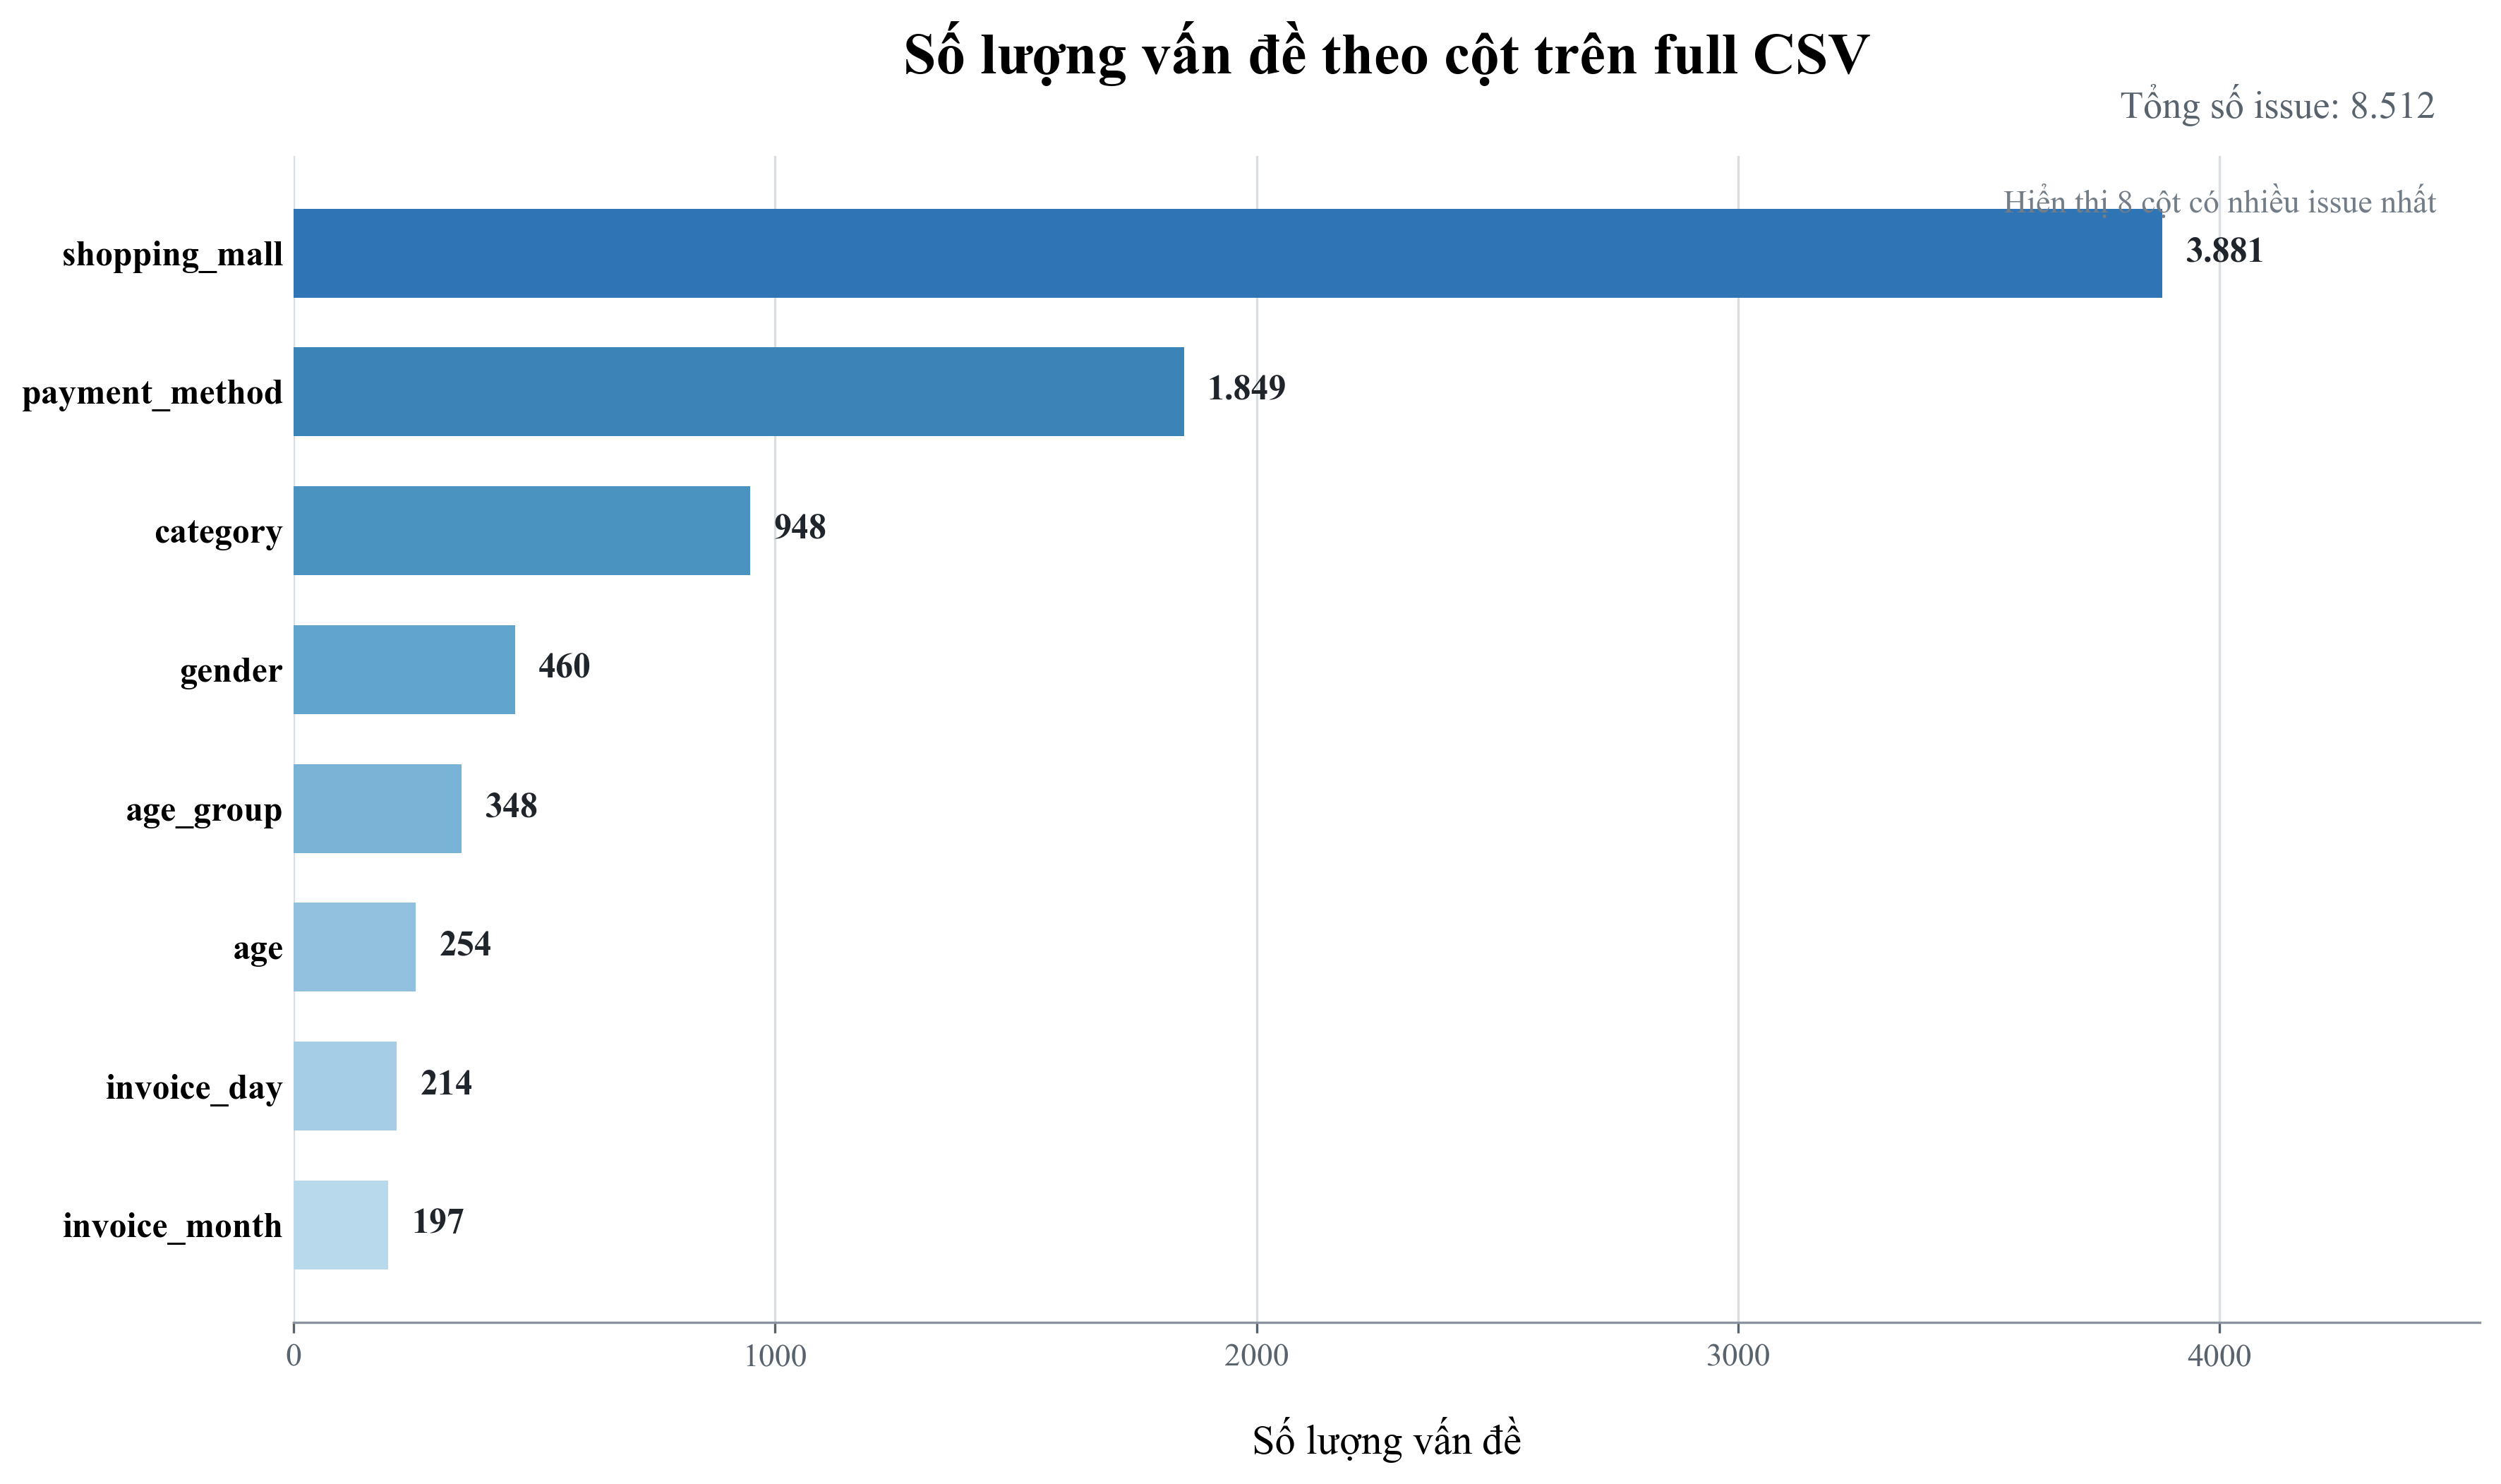 Số lượng vấn đề theo cột trên full CSV
Tổng số issue: 8.512
Hiển thị 8 cột có nhiều issue nhất
shopping_mall 3.881
payment_method 1.849
category 948
gender 460
age_group 348
age 254
invoice_day 214
invoice_month 197
0 1000 2000 3000 4000
Số lượng vấn đề